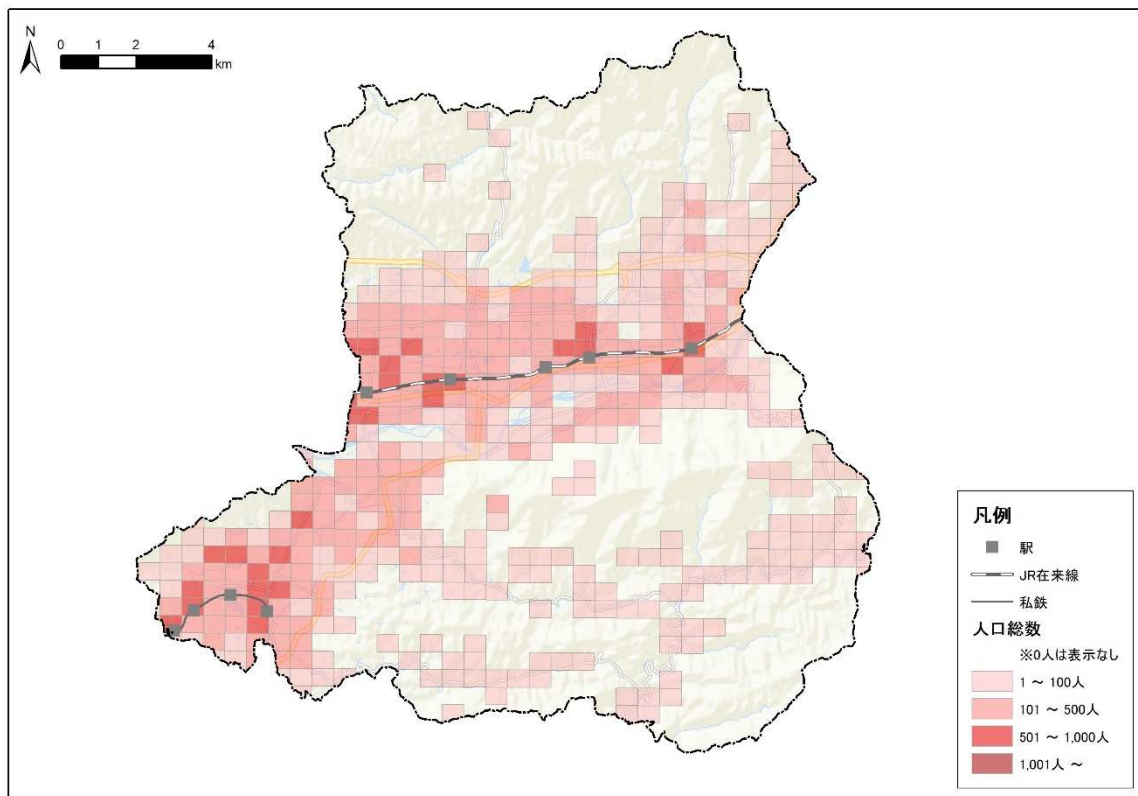 N
0 1 2 4
km
凡例
駅
JR在来線
私鉄
人口総数
※0人は表示なし
1 ~ 100人
101 ~ 500人
501 ~ 1,000人
1,001人 ~